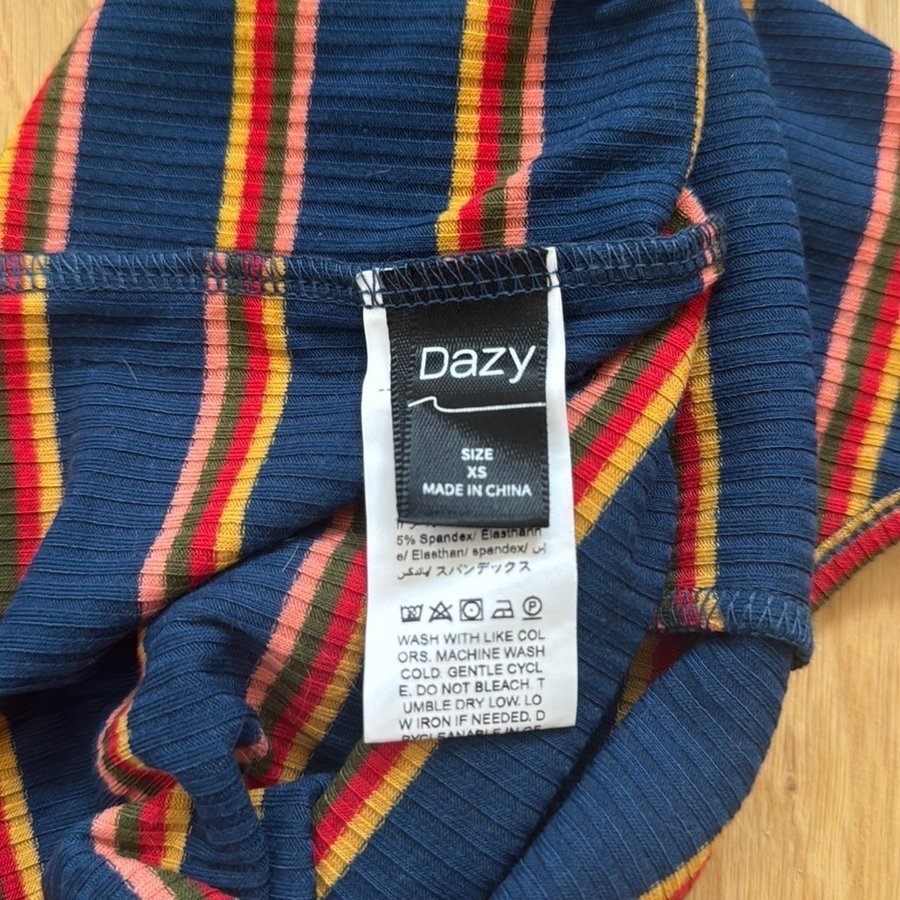 Dazy
SIZE
XS
MADE IN CHINA
5% Spandex/ Elasthann
e/ Elasthan/ spandex/
スパンデックス
WASH WITH LIKE COL
ORS. MACHINE WASH
COLD. GENTLE CYCL
E. DO NOT BLEACH. T
UMBLE DRY LOW. LO
W IRON IF NEEDED. D
RYCLEANABLE IN